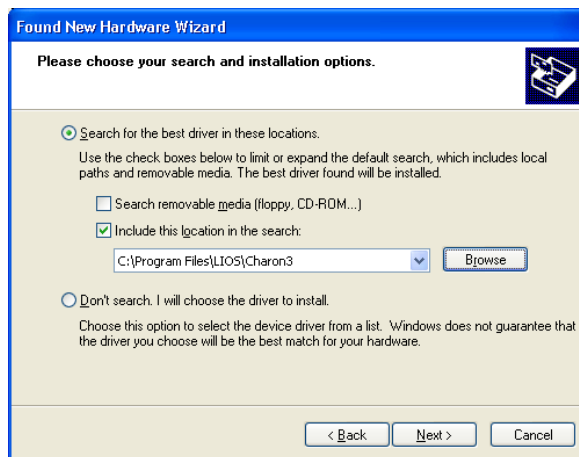 Found New Hardware Wizard
Please choose your search and installation options.
Search for the best driver in these locations.
Use the check boxes below to limit or expand the default search, which includes local
paths and removable media. The best driver found will be installed.
Search removable media (floppy, CD-ROM...)
Include this location in the search:
C:\Program Files\LIOS\Charon3
Browse
Don't search. I will choose the driver to install.
Choose this option to select the device driver from a list. Windows does not guarantee that
the driver you choose will be the best match for your hardware.
< Back Next > Cancel